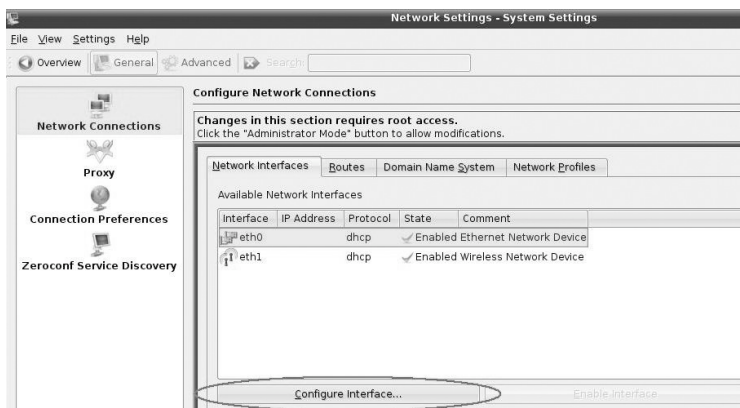 Network Settings - System Settings
File View Settings Help
Overview General Advanced Search:
Configure Network Connections
Changes in this section requires root access.
Click the "Administrator Mode" button to allow modifications.
Network Connections
Proxy
Connection Preferences
Zeroconf Service Discovery
Network Interfaces Routes Domain Name System Network Profiles
Available Network Interfaces
Interface IP Address Protocol State Comment
eth0 dhcp Enabled Ethernet Network Device
eth1 dhcp Enabled Wireless Network Device
Configure Interface... Enable Interface